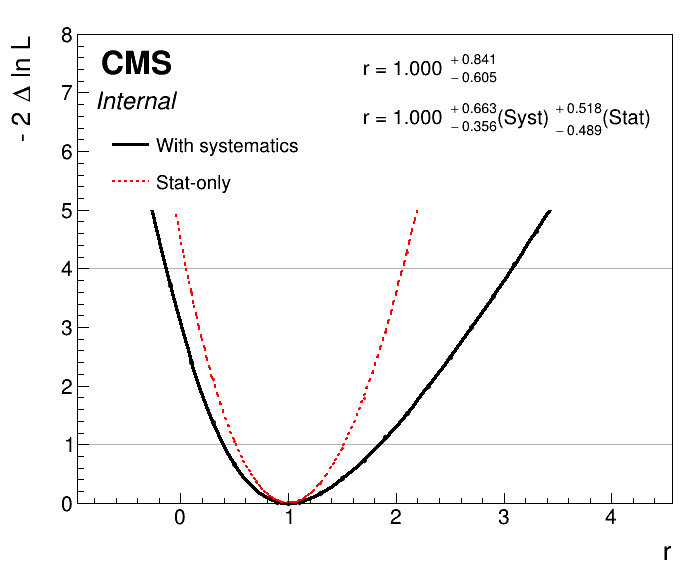 - 2 Δ ln L
8
7
6
5
4
3
2
1
0
CMS
Internal
With systematics
Stat-only
r = 1.000 +0.841 −0.605
r = 1.000 +0.663 −0.356(Syst) +0.518 −0.489(Stat)
0 1 2 3 4
r